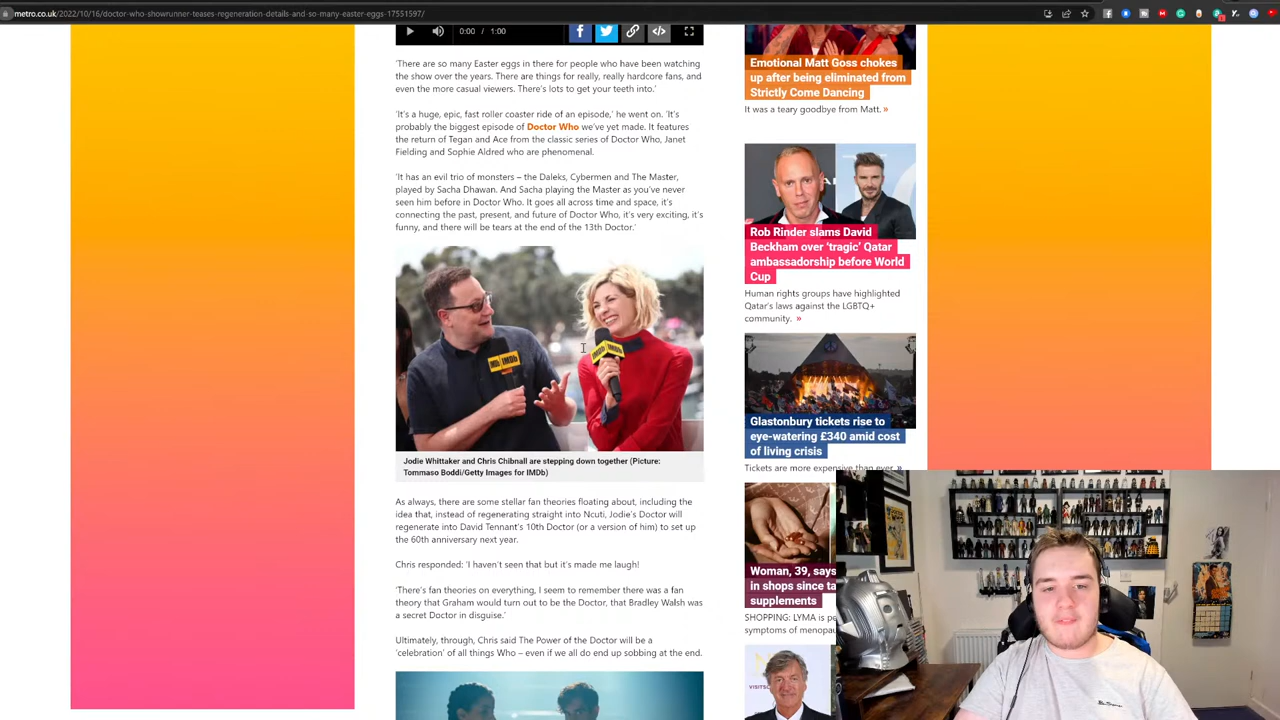 metro.co.uk/2022/10/16/doctor-who-showrunner-teases-regeneration-details-and-so-many-easter-eggs-17551597/
0:00 / 1:00
'There are so many Easter eggs in there for people who have been watching
the show over the years. There are things for really, really hardcore fans, and
even the more casual viewers. There's lots to get your teeth into.'
'It's a huge, epic, fast roller coaster ride of an episode,' he went on. 'It's
probably the biggest episode of Doctor Who we've yet made. It features
the return of Tegan and Ace from the classic series of Doctor Who, Janet
Fielding and Sophie Aldred who are phenomenal.
'It has an evil trio of monsters – the Daleks, Cybermen and The Master,
played by Sacha Dhawan. And Sacha playing the Master as you've never
seen him before in Doctor Who. It goes all across time and space, it's
connecting the past, present, and future of Doctor Who, it's very exciting, it's
funny, and there will be tears at the end of the 13th Doctor.'
IMDb
IMDb
Jodie Whittaker and Chris Chibnall are stepping down together (Picture:
Tommaso Boddi/Getty Images for IMDb)
As always, there are some stellar fan theories floating about, including the
idea that, instead of regenerating straight into Ncuti, Jodie's Doctor will
regenerate into David Tennant's 10th Doctor (or a version of him) to set up
the 60th anniversary next year.
Chris responded: 'I haven't seen that but it's made me laugh!
'There's fan theories on everything, I seem to remember there was a fan
theory that Graham would turn out to be the Doctor, that Bradley Walsh was
a secret Doctor in disguise.'
Ultimately, through, Chris said The Power of the Doctor will be a
'celebration' of all things Who – even if we all do end up sobbing at the end.
Emotional Matt Goss chokes
up after being eliminated from
Strictly Come Dancing
It was a teary goodbye from Matt. »
Rob Rinder slams David
Beckham over 'tragic' Qatar
ambassadorship before World
Cup
Human rights groups have highlighted
Qatar's laws against the LGBTQ+
community. »
Glastonbury tickets rise to
eye-watering £340 amid cost
of living crisis
Tickets are more expensive than ever. »
Woman, 39, says
in shops since ta
supplements
SHOPPING: LYMA is pe
symptoms of menopau